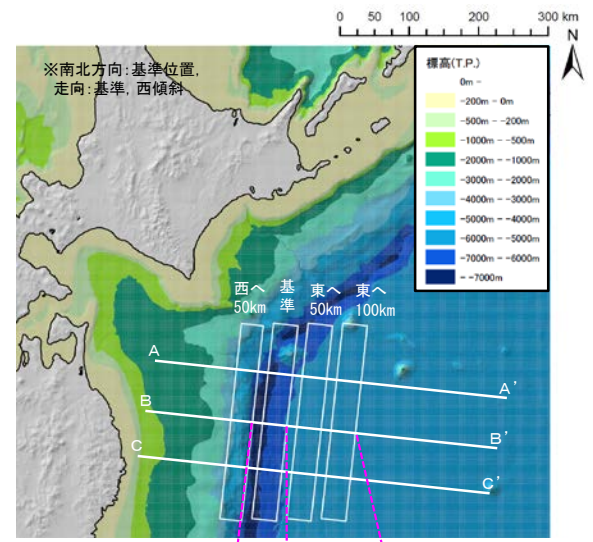 0 50 100 200 300 km
N
※南北方向:基準位置,
走向:基準, 西傾斜
標高(T.P.)
0m -
-200m - 0m
-500m - -200m
-1000m - -500m
-2000m - -1000m
-3000m - -2000m
-4000m - -3000m
-5000m - -4000m
-6000m - -5000m
-7000m - -6000m
- -7000m
西へ
50km
基
準
東へ
50km
東へ
100km
A
A'
B
B'
C
C'